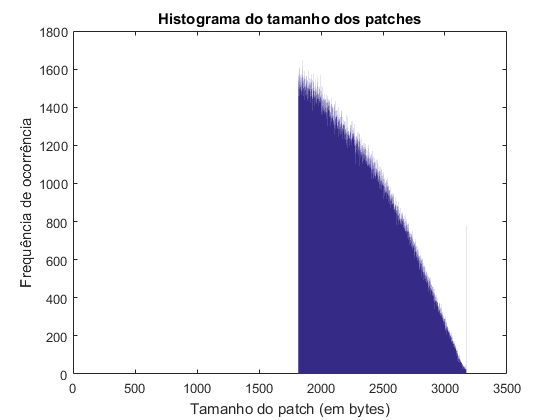 Histograma do tamanho dos patches
1800
1600
1400
1200
1000
800
600
400
200
0
Frequência de ocorrência
0 500 1000 1500 2000 2500 3000 3500
Tamanho do patch (em bytes)